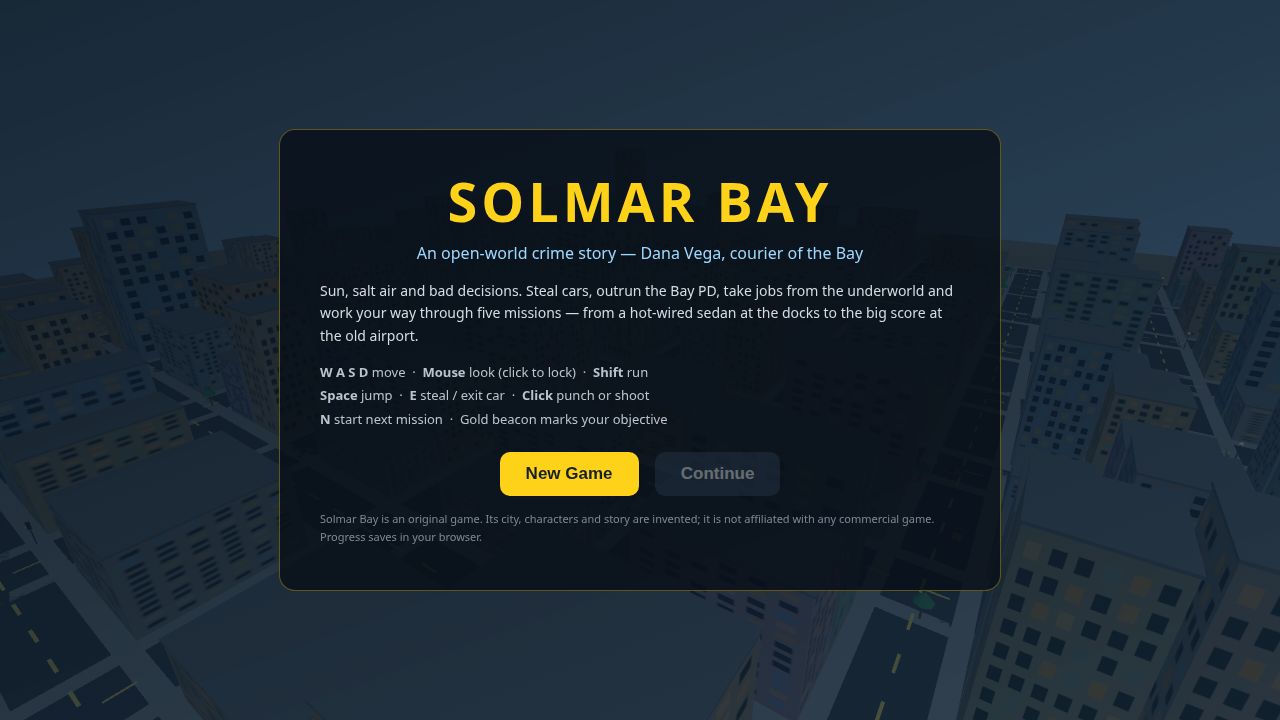 SOLMAR BAY
An open-world crime story — Dana Vega, courier of the Bay
Sun, salt air and bad decisions. Steal cars, outrun the Bay PD, take jobs from the underworld and
work your way through five missions — from a hot-wired sedan at the docks to the big score at
the old airport.
W A S D move · Mouse look (click to lock) · Shift run
Space jump · E steal / exit car · Click punch or shoot
N start next mission · Gold beacon marks your objective
New Game
Continue
Solmar Bay is an original game. Its city, characters and story are invented; it is not affiliated with any commercial game.
Progress saves in your browser.